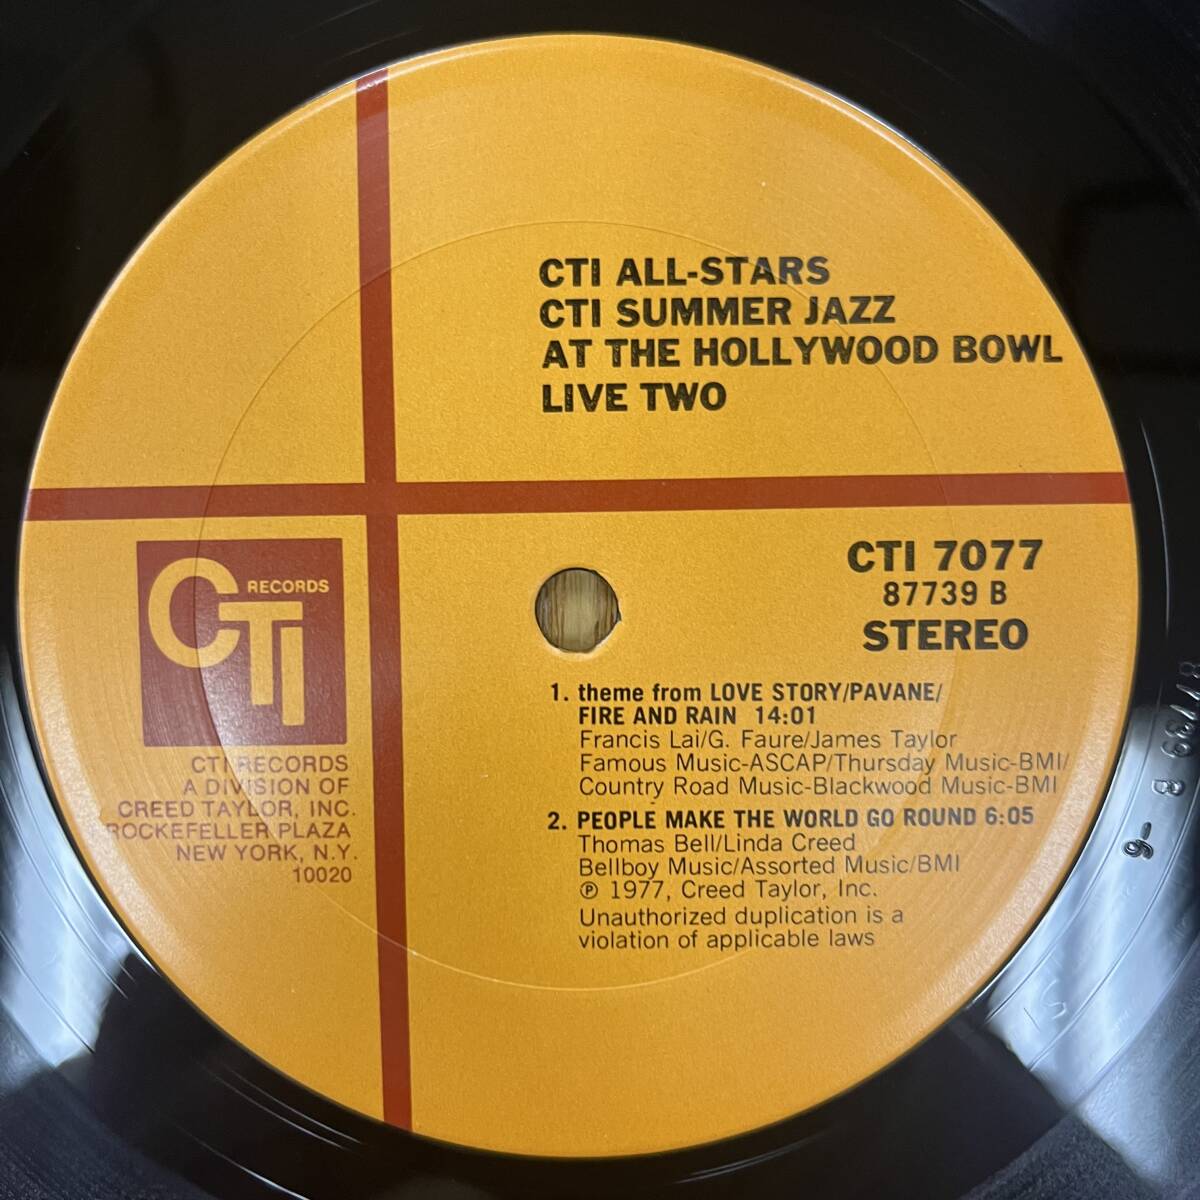 CTI ALL-STARS
CTI SUMMER JAZZ
AT THE HOLLYWOOD BOWL
LIVE TWO
CTI 7077
87739 B
STEREO
CTI RECORDS
CTI RECORDS
A DIVISION OF
CREED TAYLOR, INC.
ROCKEFELLER PLAZA
NEW YORK, N.Y.
10020
1. theme from LOVE STORY/PAVANE/
FIRE AND RAIN 14:01
Francis Lai/G. Faure/James Taylor
Famous Music-ASCAP/Thursday Music-BMI/
Country Road Music-Blackwood Music-BMI
2. PEOPLE MAKE THE WORLD GO ROUND 6:05
Thomas Bell/Linda Creed
Bellboy Music/Assorted Music/BMI
℗ 1977, Creed Taylor, Inc.
Unauthorized duplication is a
violation of applicable laws